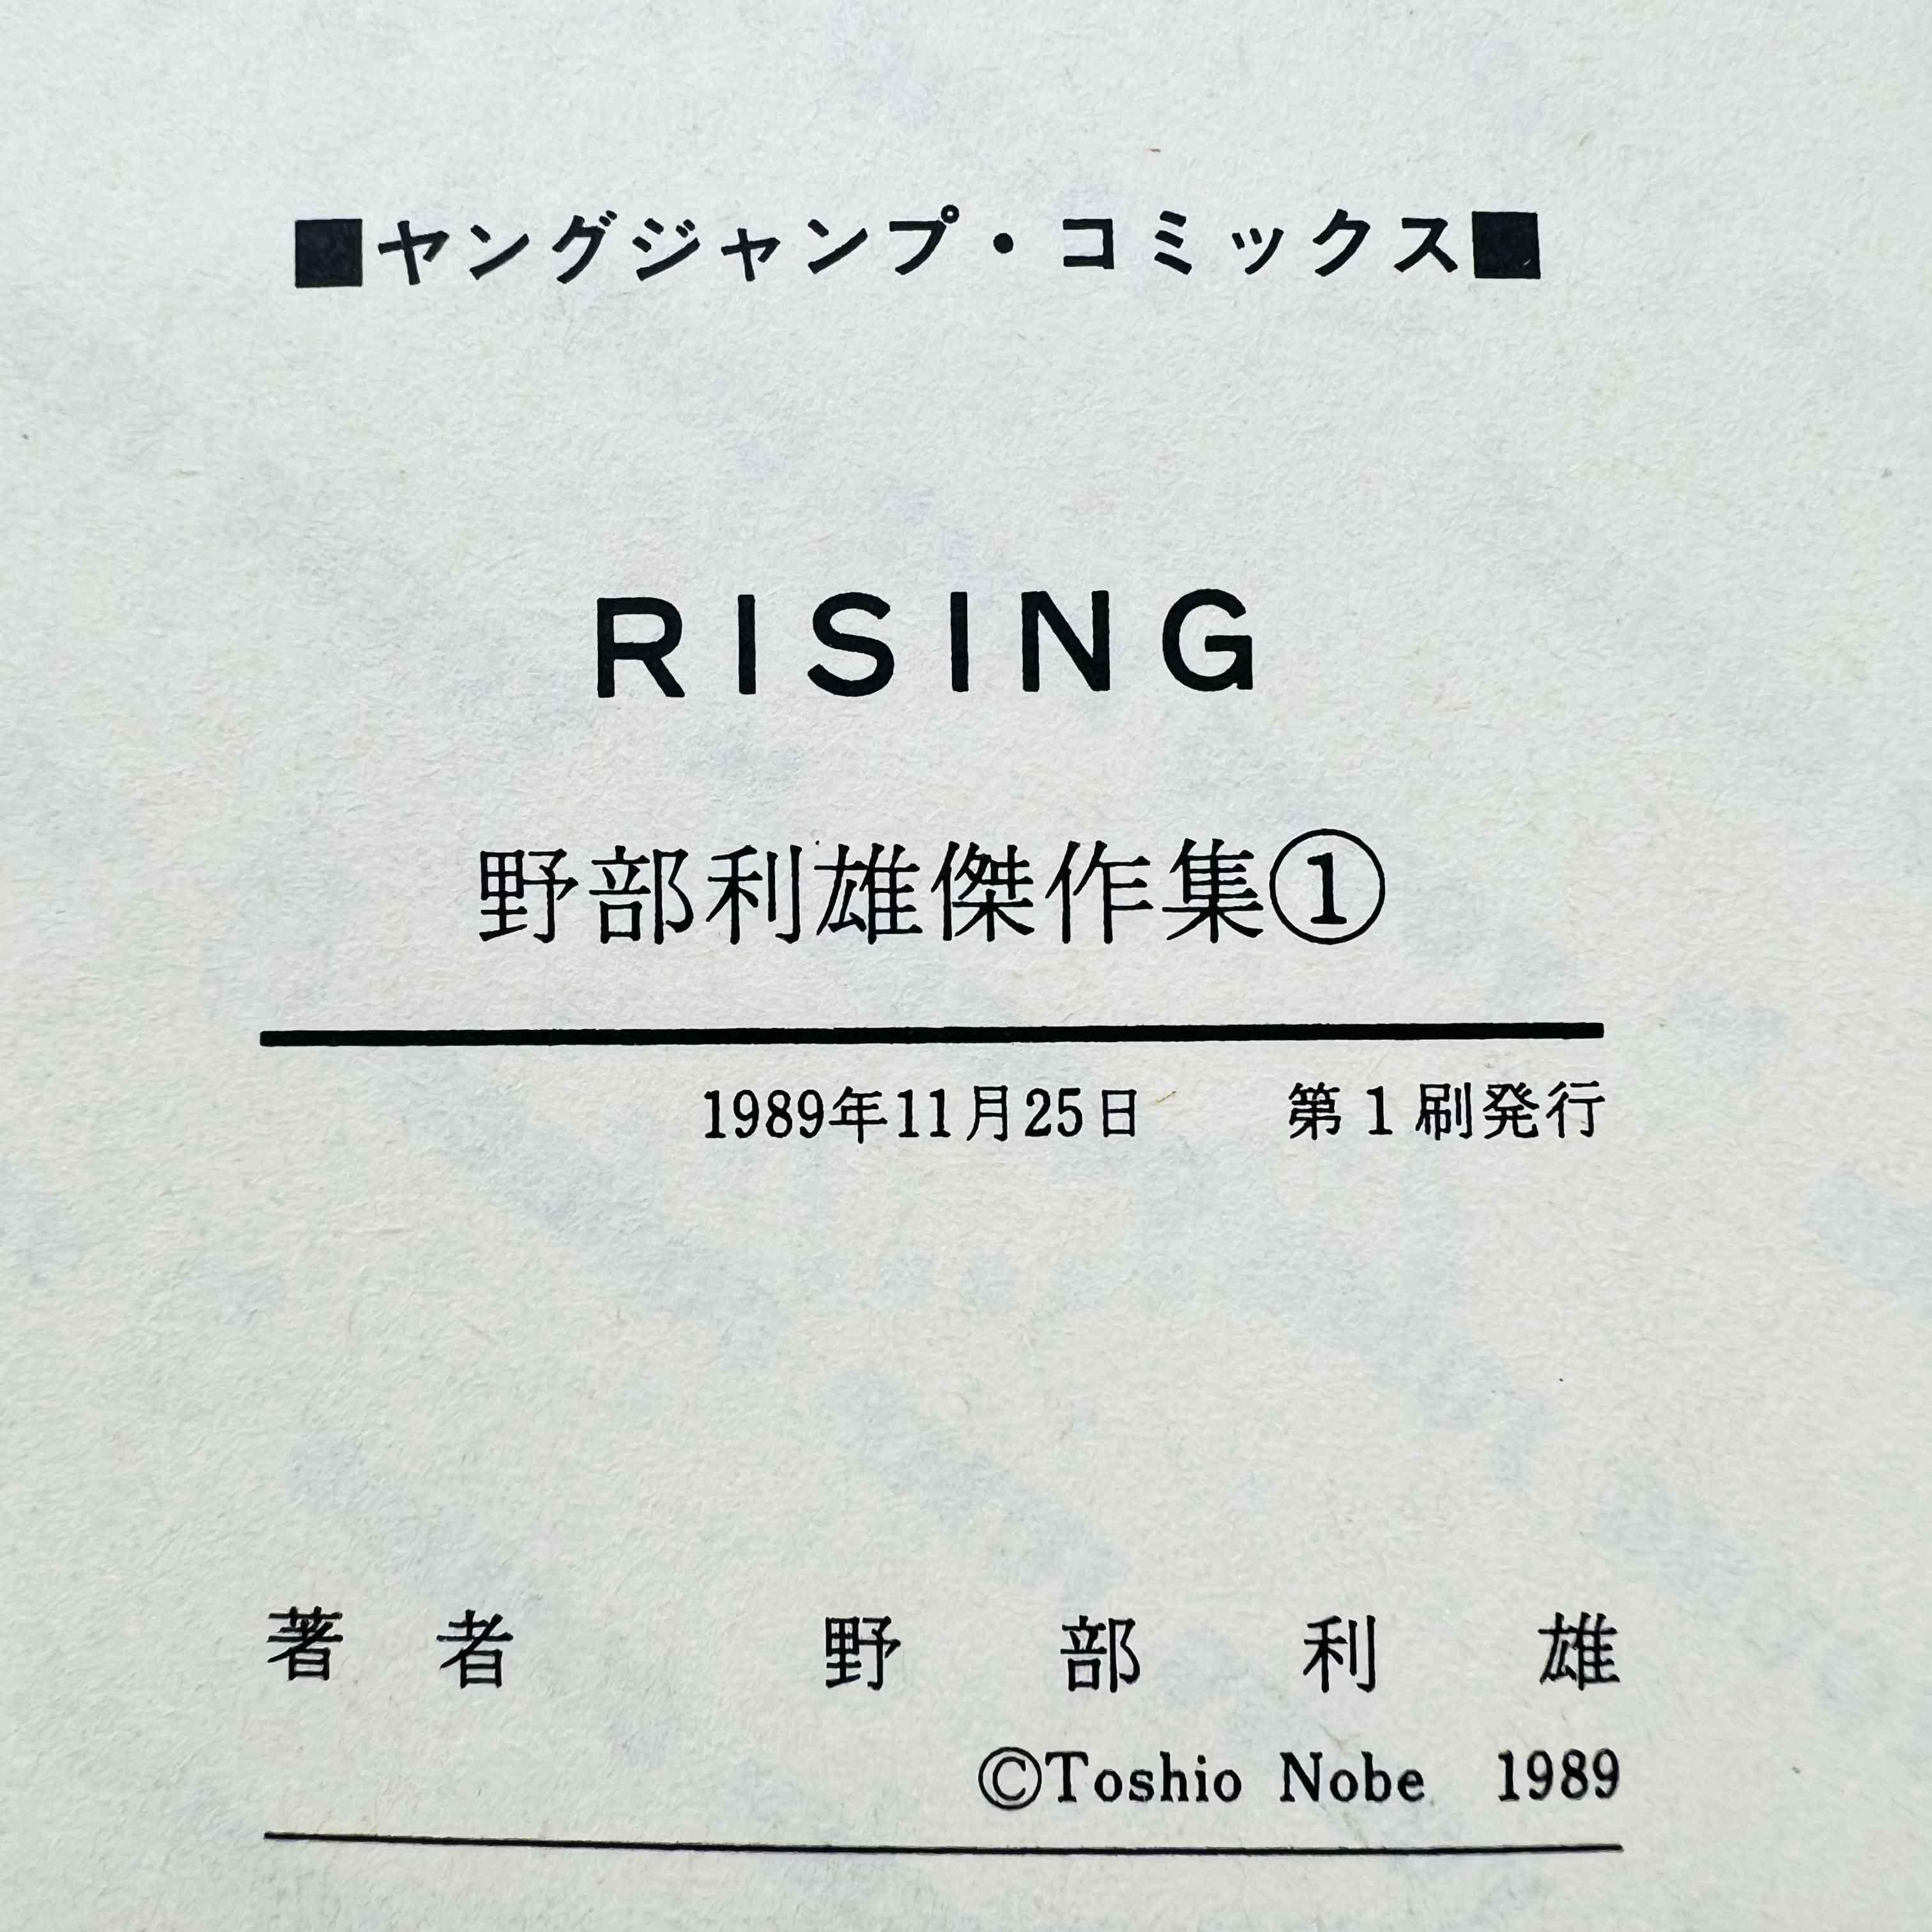 ■ヤングジャンプ・コミックス■
RISING
野部利雄傑作集①
1989年11月25日　第1刷発行
著者　野部利雄
©Toshio Nobe 1989